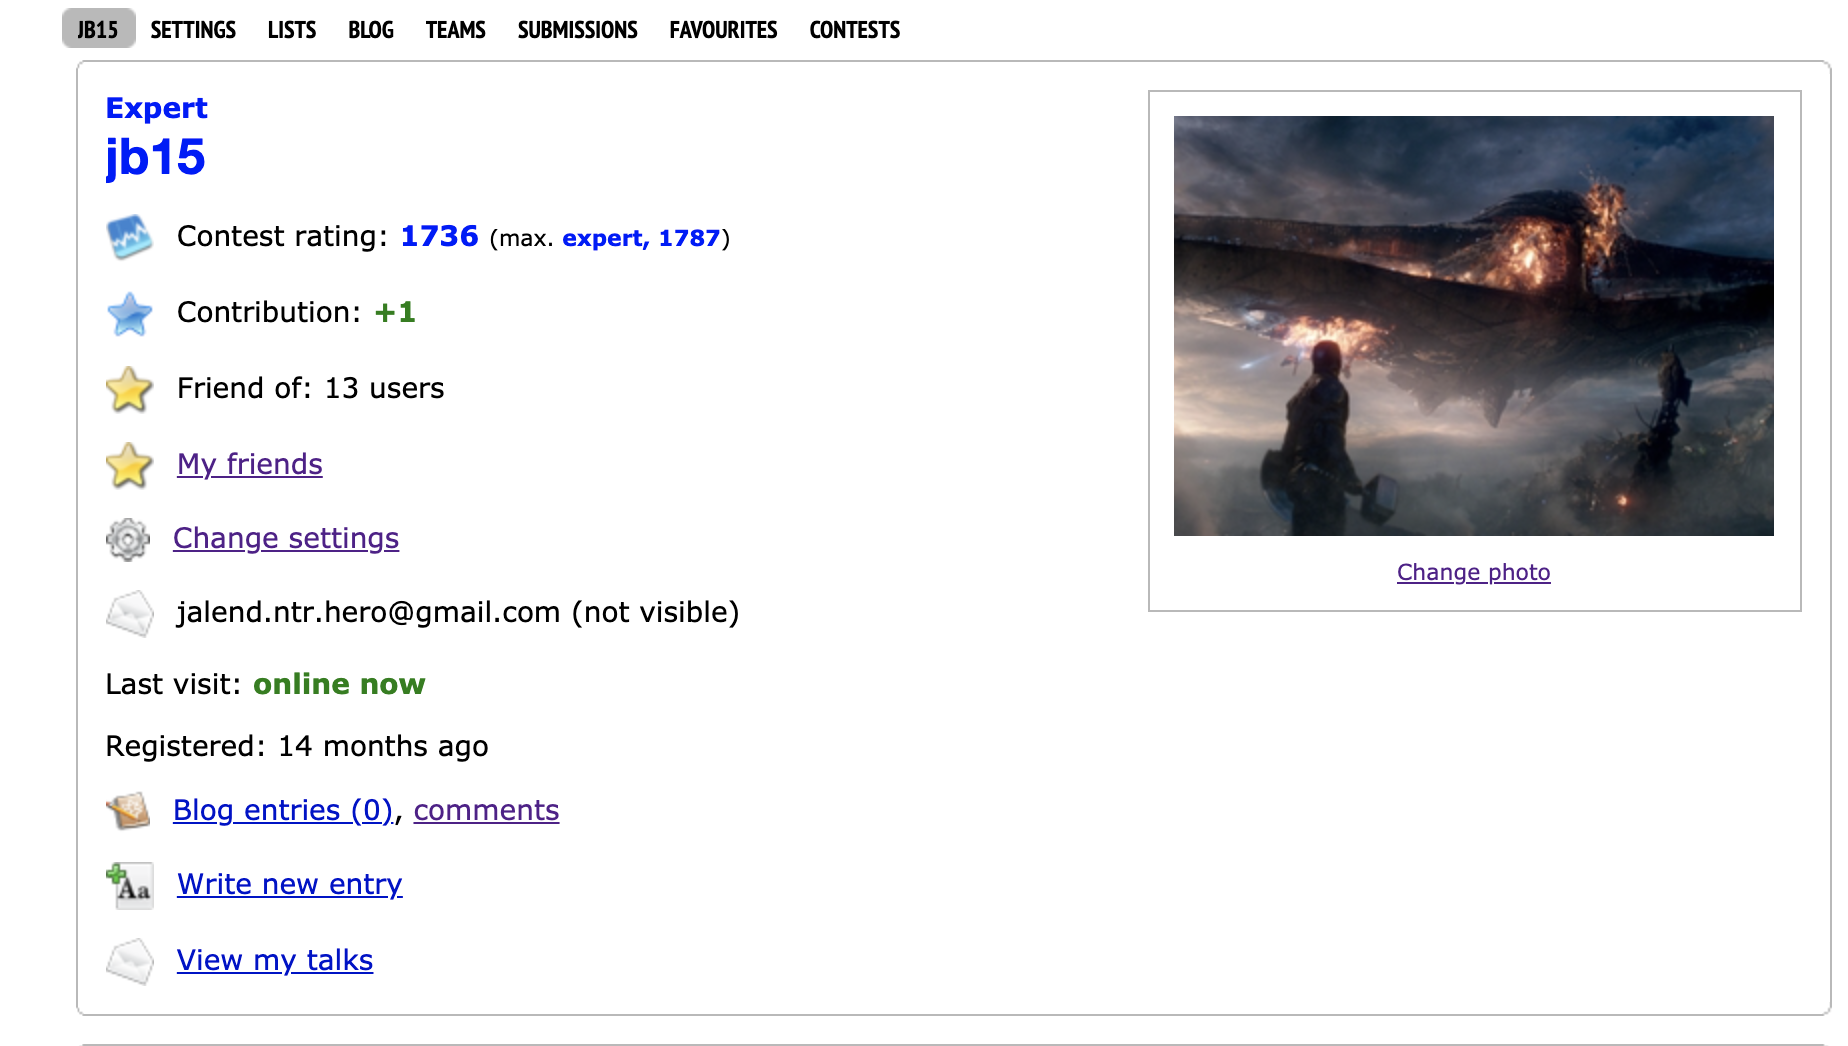 JB15 SETTINGS LISTS BLOG TEAMS SUBMISSIONS FAVOURITES CONTESTS
Expert
jb15
Contest rating: 1736 (max. expert, 1787)
Contribution: +1
Friend of: 13 users
My friends
Change settings
jalend.ntr.hero@gmail.com (not visible)
Last visit: online now
Registered: 14 months ago
Blog entries (0), comments
Aa Write new entry
View my talks
Change photo